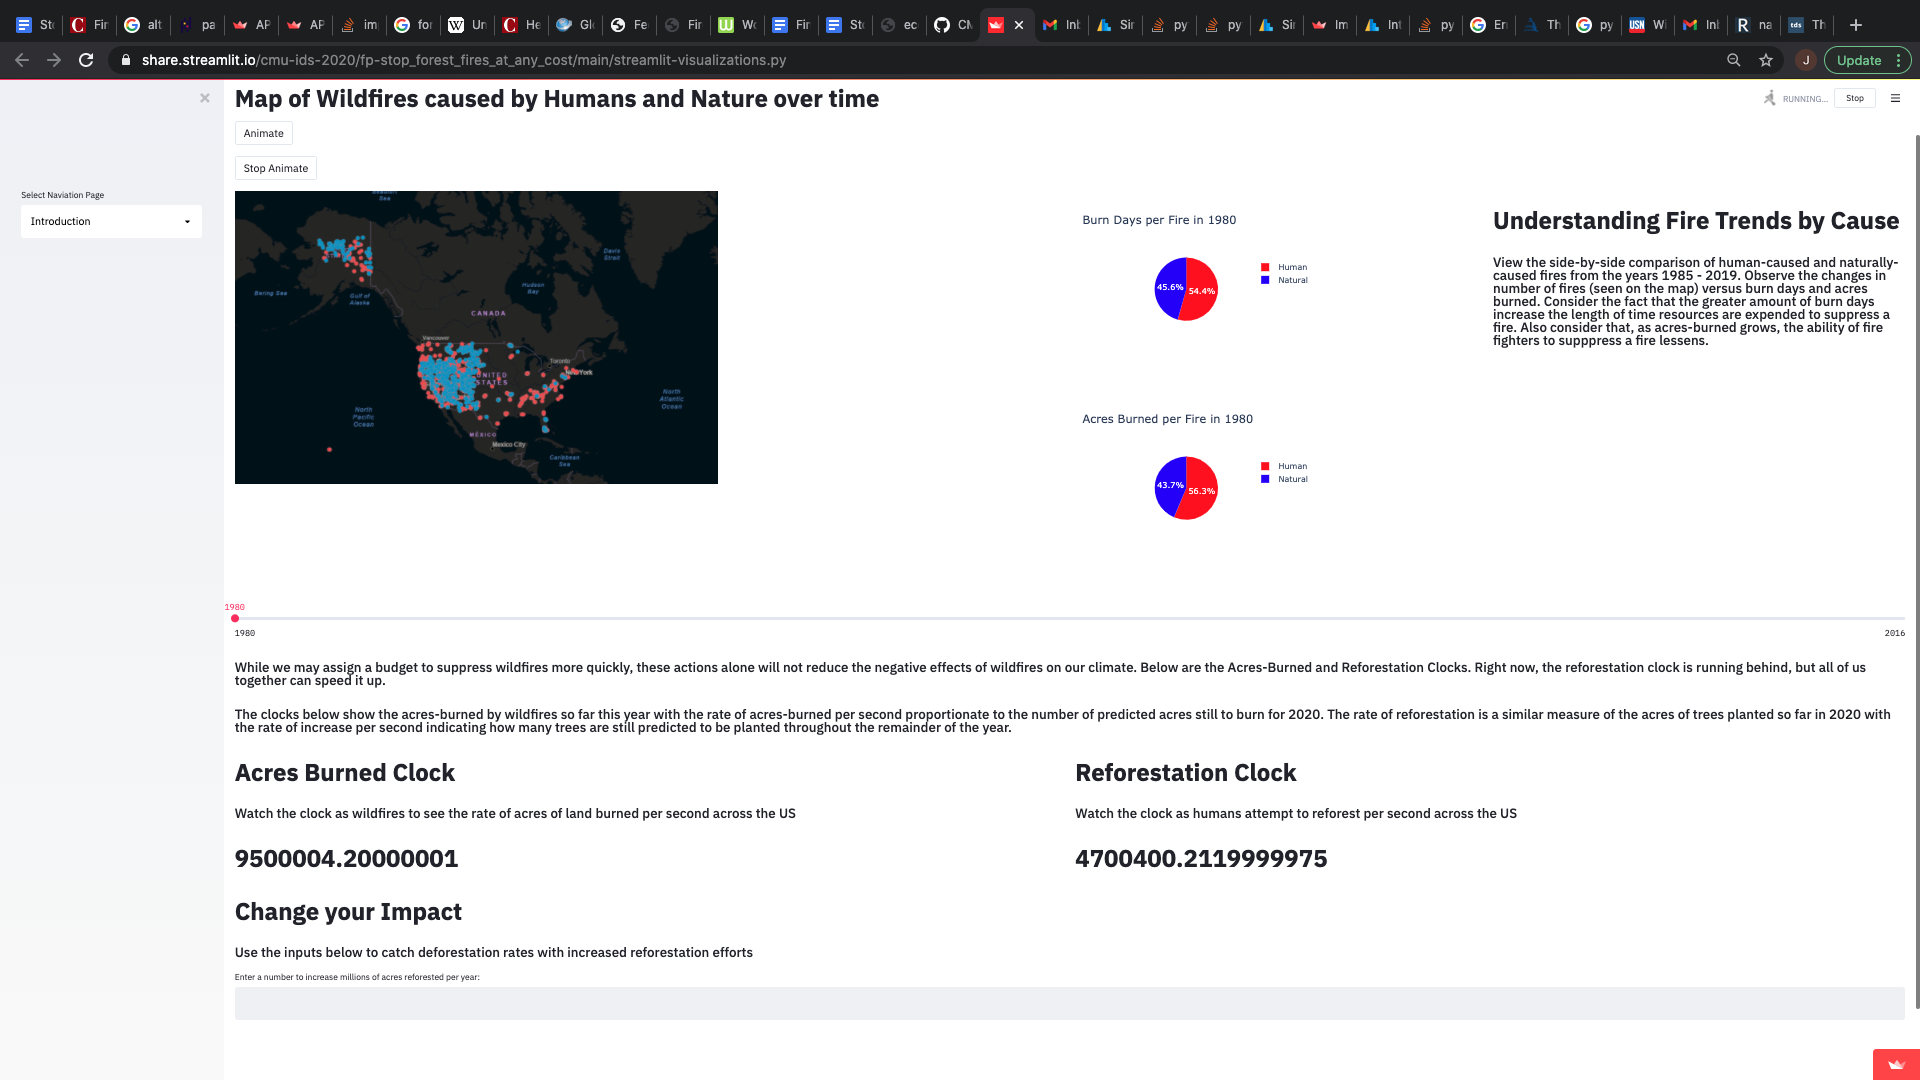 Sto
Fir
alt
pa
AP
AP
im
for
Un
He
Gl
Fe
Fir
Wo
Fir
Sto
ec
CM
Inb
Sir
py
py
Sir
Im
Int
py
Err
Th
py
Wi
Inb
na
Th
share.streamlit.io/cmu-ids-2020/fp-stop_forest_fires_at_any_cost/main/streamlit-visualizations.py
J
Update
Map of Wildfires caused by Humans and Nature over time
RUNNING...
Stop
Animate
Stop Animate
Select Naviation Page
Introduction
Davis
Strait
Bering Sea
Gulf of
Alaska
Hudson
Bay
CANADA
Vancouver
Toronto
UNITED
STATES
New York
North
Pacific
Ocean
North
Atlantic
Ocean
MÉXICO
Mexico City
Caribbean
Sea
Burn Days per Fire in 1980
45.6%
54.4%
Human
Natural
Acres Burned per Fire in 1980
43.7%
56.3%
Human
Natural
Understanding Fire Trends by Cause
View the side-by-side comparison of human-caused and naturally-
caused fires from the years 1985 - 2019. Observe the changes in
number of fires (seen on the map) versus burn days and acres
burned. Consider the fact that the greater amount of burn days
increase the length of time resources are expended to suppress a
fire. Also consider that, as acres-burned grows, the ability of fire
fighters to supppress a fire lessens.
1980
1980
2016
While we may assign a budget to suppress wildfires more quickly, these actions alone will not reduce the negative effects of wildfires on our climate. Below are the Acres-Burned and Reforestation Clocks. Right now, the reforestation clock is running behind, but all of us
together can speed it up.
The clocks below show the acres-burned by wildfires so far this year with the rate of acres-burned per second proportionate to the number of predicted acres still to burn for 2020. The rate of reforestation is a similar measure of the acres of trees planted so far in 2020 with
the rate of increase per second indicating how many trees are still predicted to be planted throughout the remainder of the year.
Acres Burned Clock
Watch the clock as wildfires to see the rate of acres of land burned per second across the US
9500004.20000001
Reforestation Clock
Watch the clock as humans attempt to reforest per second across the US
4700400.2119999975
Change your Impact
Use the inputs below to catch deforestation rates with increased reforestation efforts
Enter a number to increase millions of acres reforested per year: